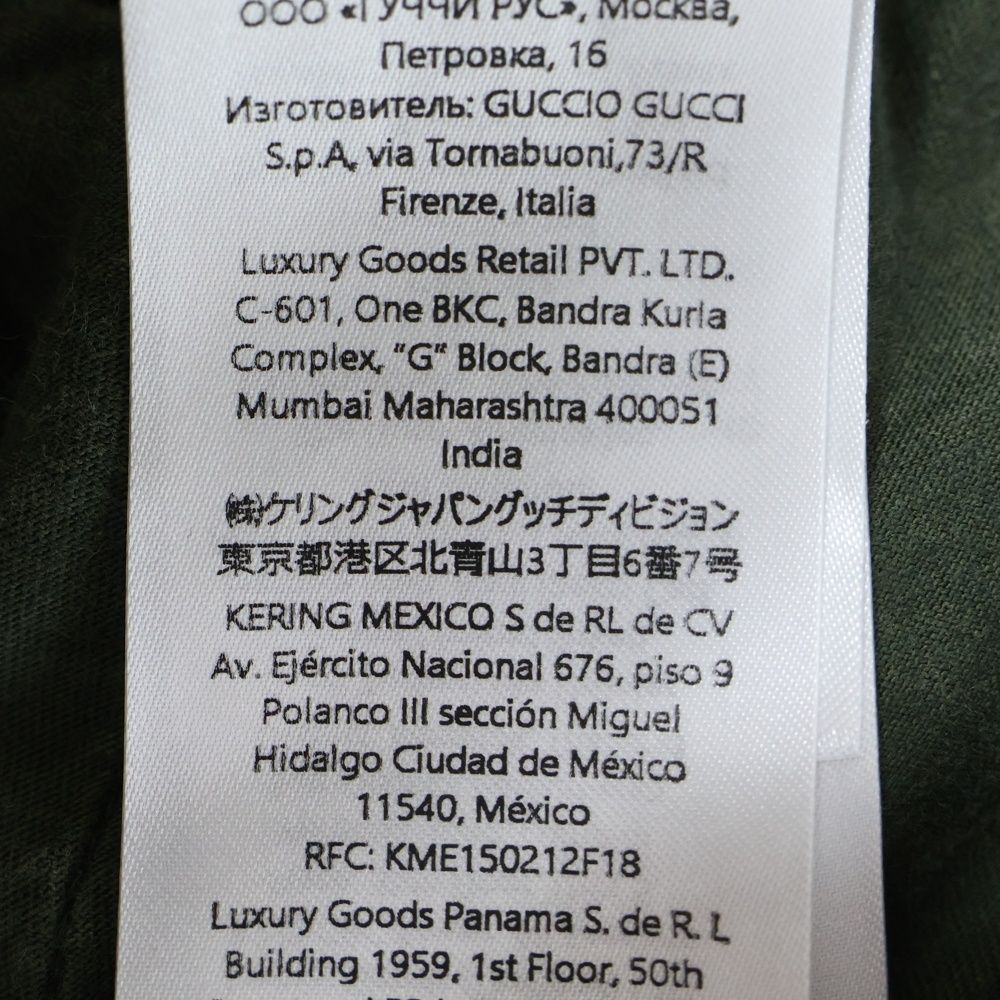 ООО «ГУЧЧИ РУС», Москва,
Петровка, 16
Изготовитель: GUCCIO GUCCI
S.p.A, via Tornabuoni,73/R
Firenze, Italia
Luxury Goods Retail PVT. LTD.
C-601, One BKC, Bandra Kurla
Complex, "G" Block, Bandra (E)
Mumbai Maharashtra 400051
India
㈱ケリングジャパングッチディビジョン
東京都港区北青山3丁目6番7号
KERING MEXICO S de RL de CV
Av. Ejército Nacional 676, piso 9
Polanco III sección Miguel
Hidalgo Ciudad de México
11540, México
RFC: KME150212F18
Luxury Goods Panama S. de R. L
Building 1959, 1st Floor, 50th